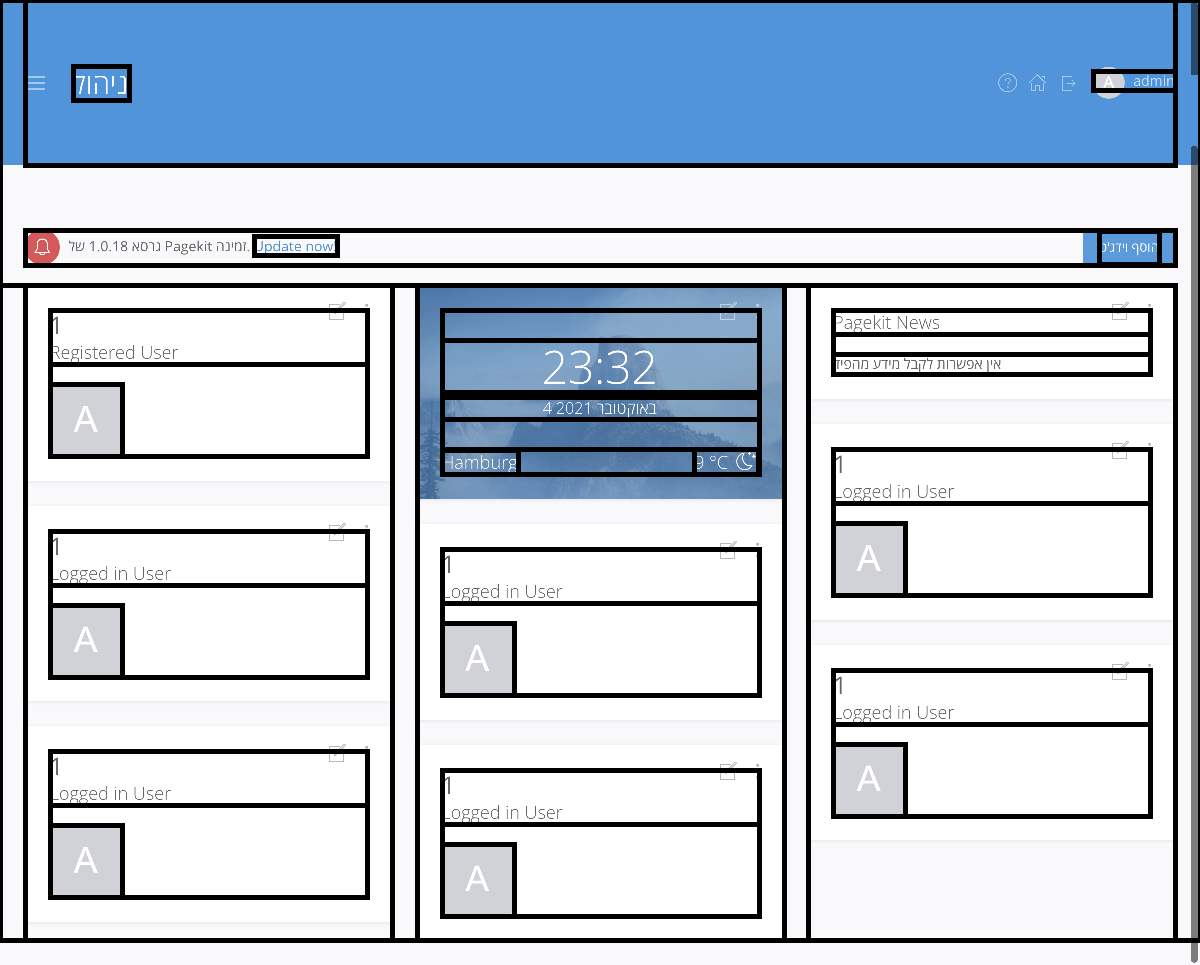 ניהול
admin
A
גרסא 1.0.18 של Pagekit זמינה. Update now!
הוסף וידג'ט
1
Registered User
A
1
Logged in User
A
1
Logged in User
A
23:32
4 באוקטובר 2021
Hamburg
9 °C
1
Logged in User
A
1
Logged in User
A
Pagekit News
אין אפשרות לקבל מידע מהפיד
1
Logged in User
A
1
Logged in User
A